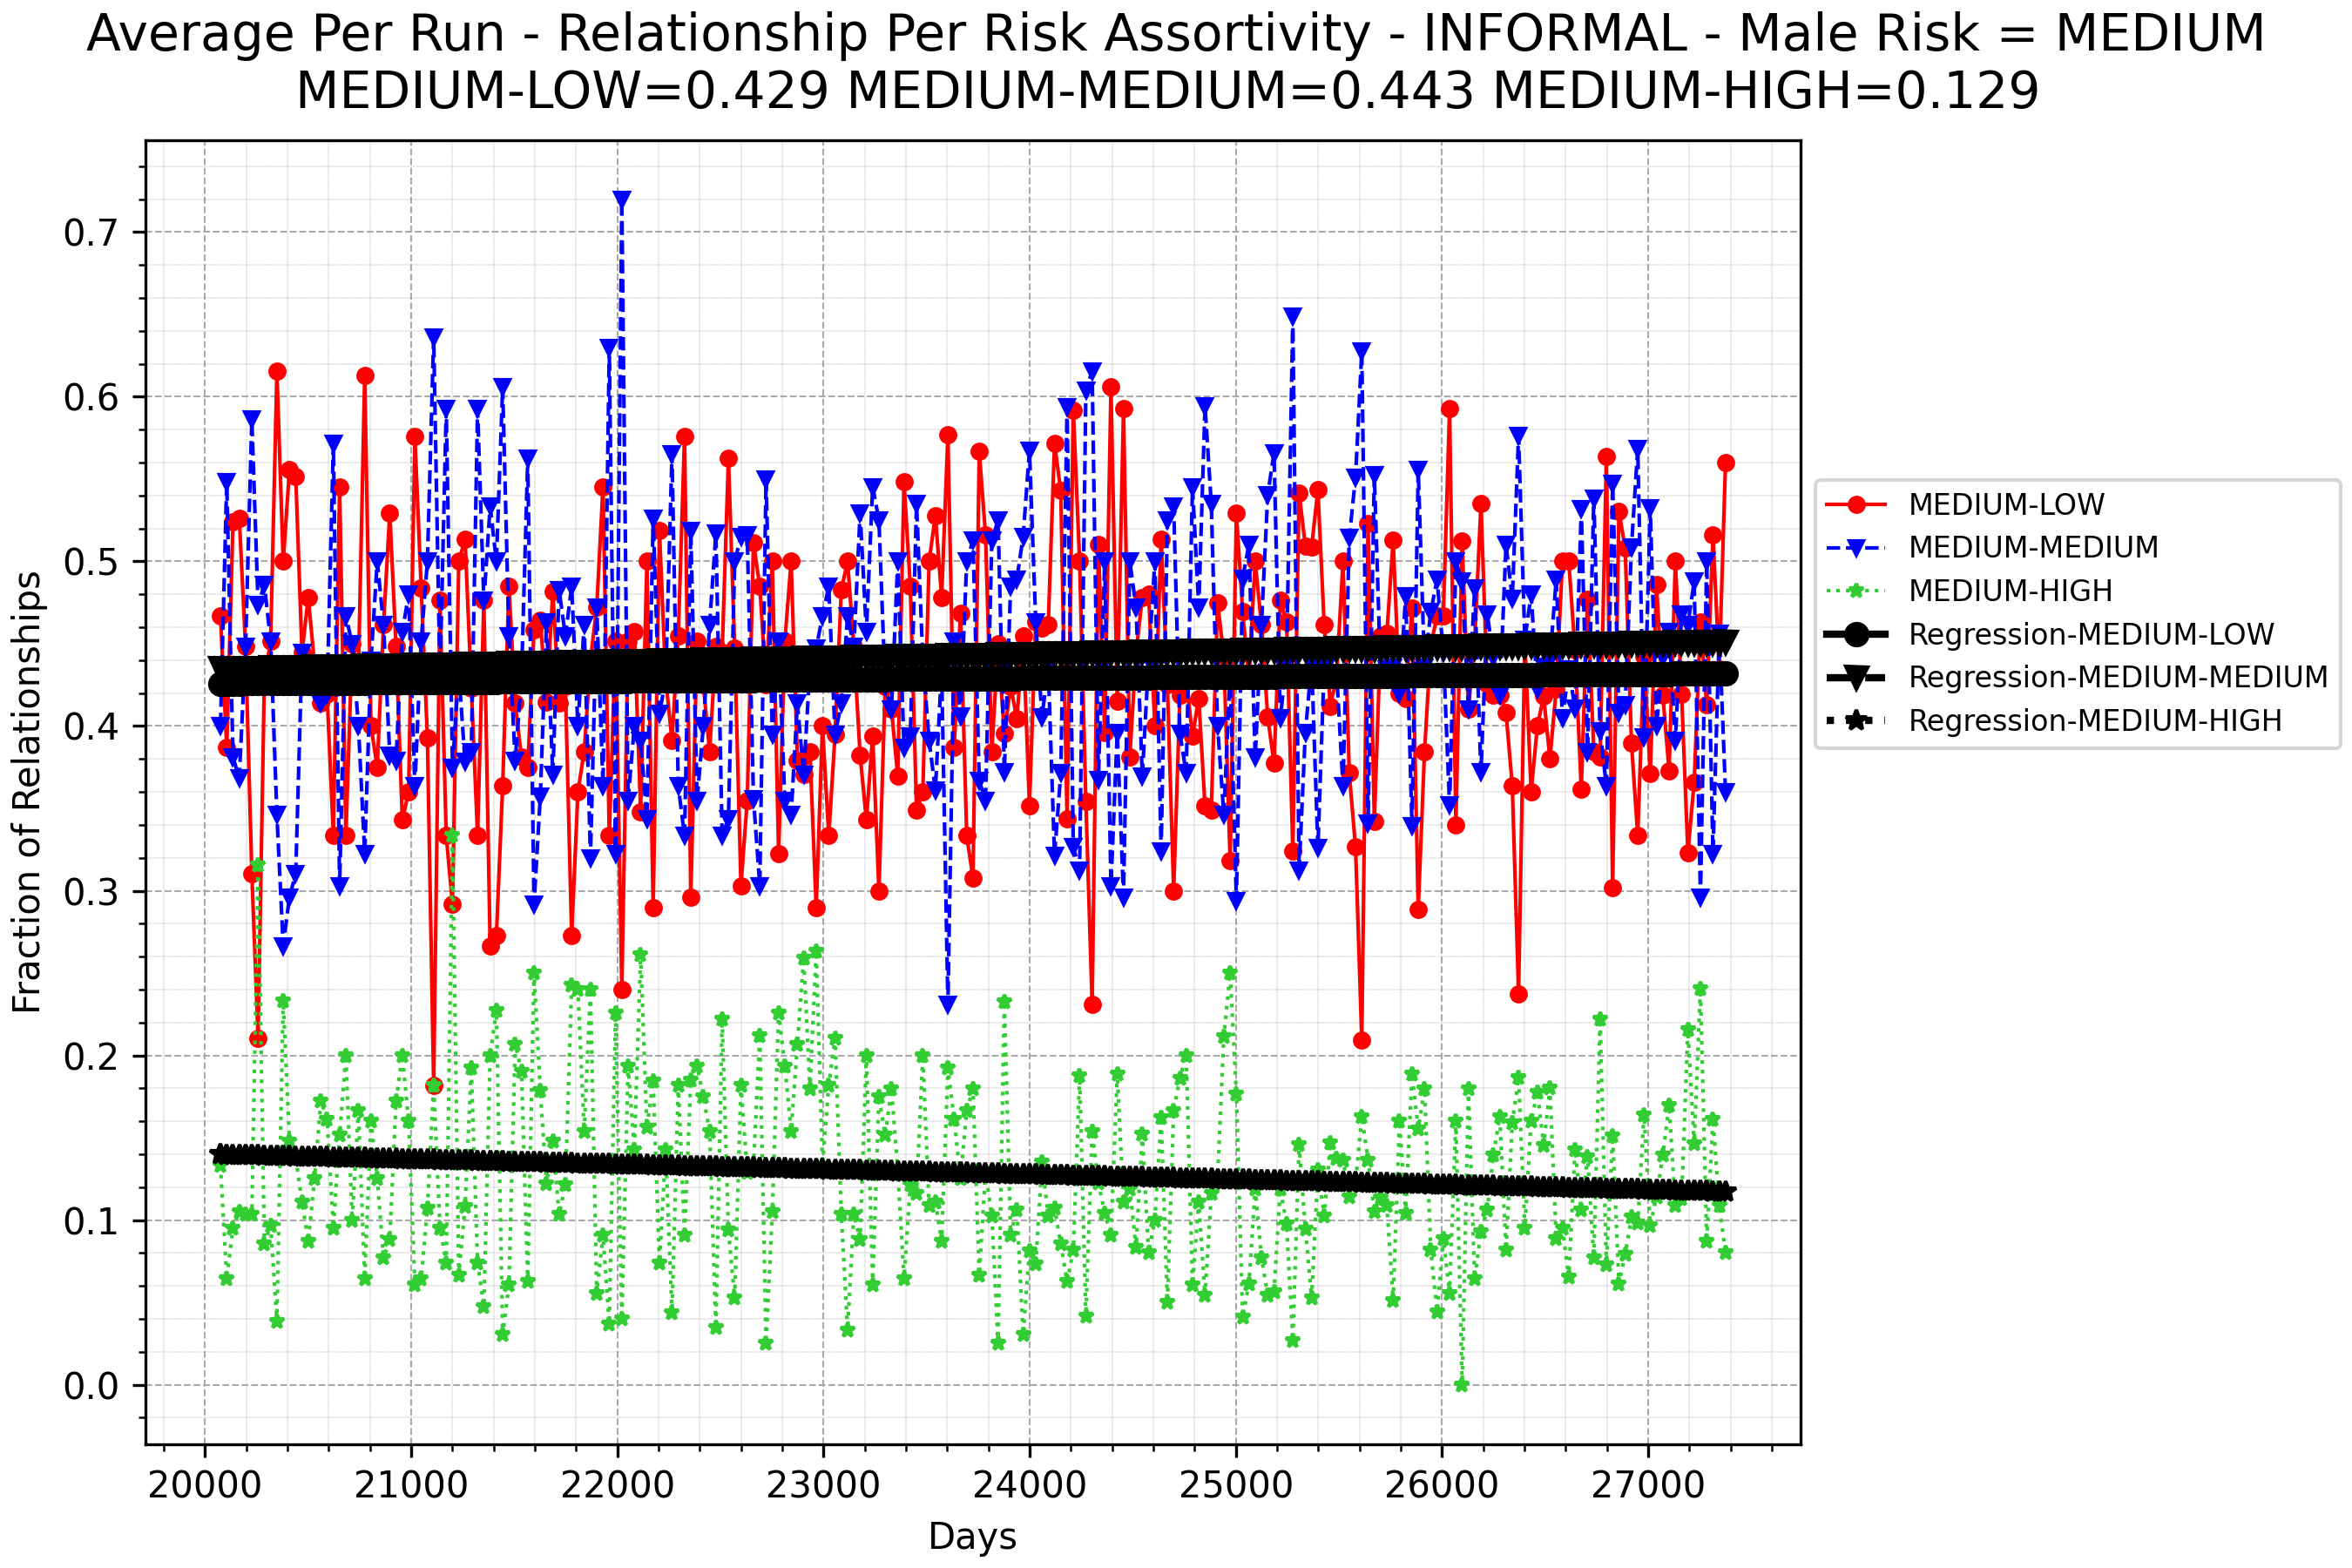 Average Per Run - Relationship Per Risk Assortivity - INFORMAL - Male Risk = MEDIUM
MEDIUM-LOW=0.429 MEDIUM-MEDIUM=0.443 MEDIUM-HIGH=0.129
Fraction of Relationships
0.7
0.6
0.5
0.4
0.3
0.2
0.1
0.0
20000 21000 22000 23000 24000 25000 26000 27000
Days
MEDIUM-LOW
MEDIUM-MEDIUM
MEDIUM-HIGH
Regression-MEDIUM-LOW
Regression-MEDIUM-MEDIUM
Regression-MEDIUM-HIGH